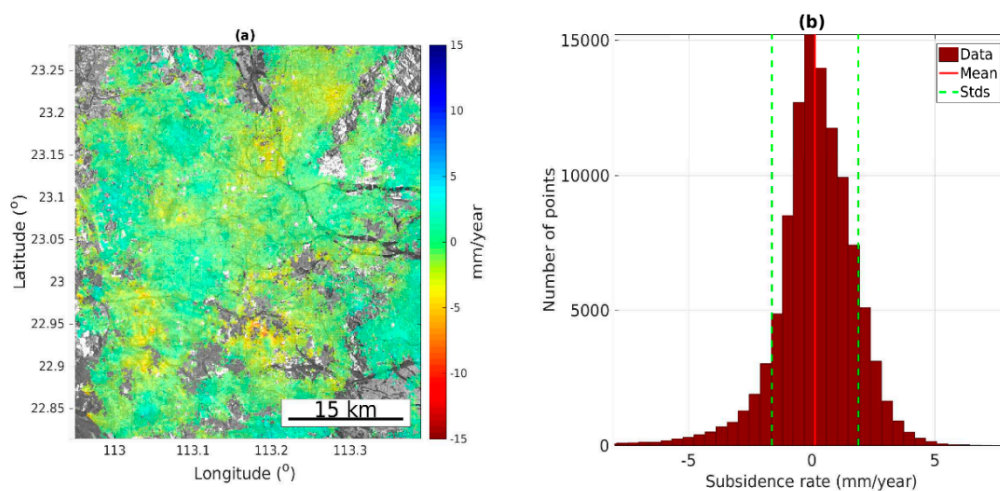 (a)
23.28
23.2
23.15
23.1
23.05
23
22.95
22.9
22.85
Latitude (o)
113
113.1
113.2
113.3
Longitude (o)
15 km
15
10
5
0
-5
-10
-15
mm/year
(b)
15000
10000
5000
0
Number of points
-5
0
5
Subsidence rate (mm/year)
Data
Mean
Stds